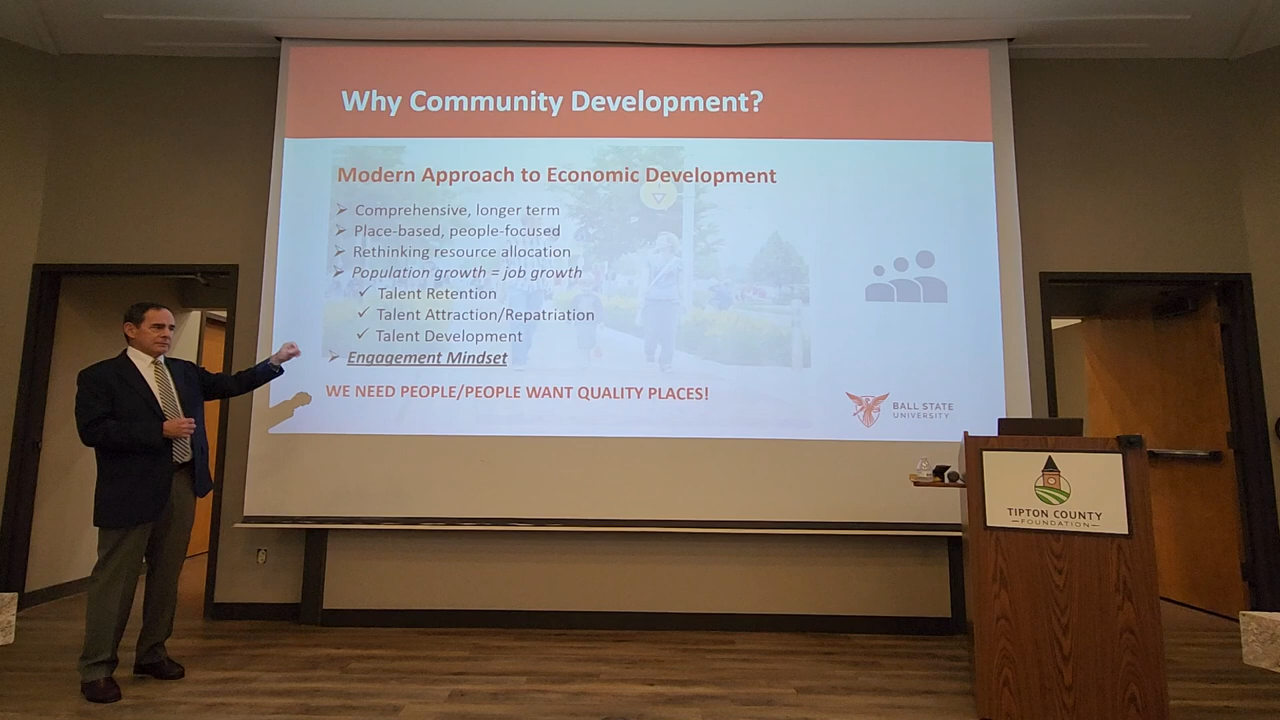 Why Community Development?
Modern Approach to Economic Development
➢ Comprehensive, longer term
➢ Place-based, people-focused
➢ Rethinking resource allocation
➢ Population growth = job growth
✓ Talent Retention
✓ Talent Attraction/Repatriation
✓ Talent Development
➢ Engagement Mindset
WE NEED PEOPLE/PEOPLE WANT QUALITY PLACES!
BALL STATE
UNIVERSITY
TIPTON COUNTY
FOUNDATION